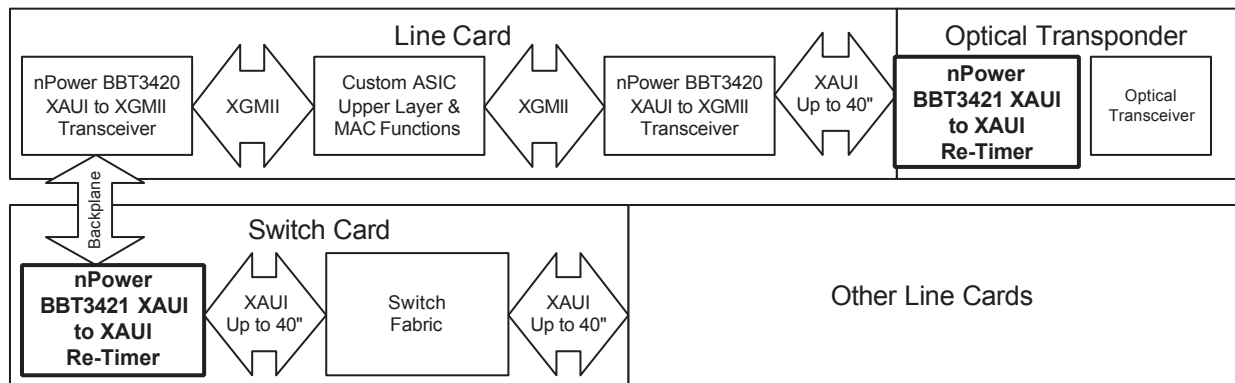 Line Card
Optical Transponder
nPower BBT3420
XAUI to XGMII
Transceiver
XGMII
Custom ASIC
Upper Layer &
MAC Functions
XGMII
nPower BBT3420
XAUI to XGMII
Transceiver
XAUI
Up to 40"
nPower
BBT3421 XAUI
to XAUI
Re-Timer
Optical
Transceiver
Backplane
Switch Card
nPower
BBT3421 XAUI
to XAUI
Re-Timer
XAUI
Up to 40"
Switch
Fabric
XAUI
Up to 40"
Other Line Cards